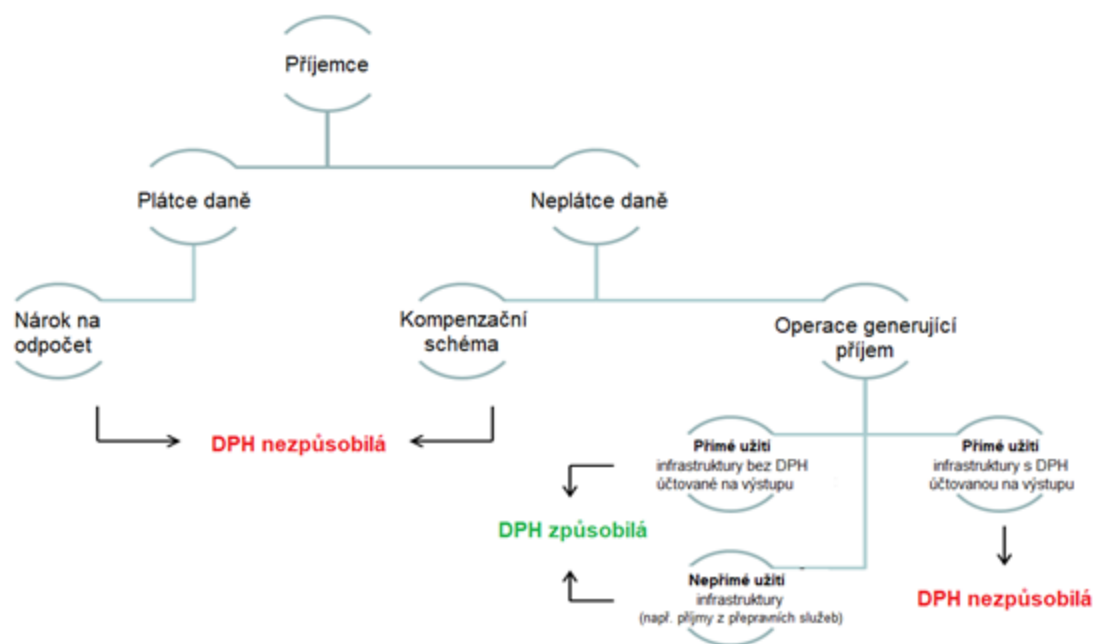 Příjemce
Plátce daně
Neplátce daně
Nárok na
odpočet
Kompenzační
schéma
Operace generující
příjem
DPH nezpůsobilá
Přímé užití
infrastruktury bez DPH
účtované na výstupu
Přímé užití
infrastruktury s DPH
účtovanou na výstupu
DPH způsobilá
Nepřímé užití
infrastruktury
(např. příjmy z přepravních služeb)
DPH nezpůsobilá